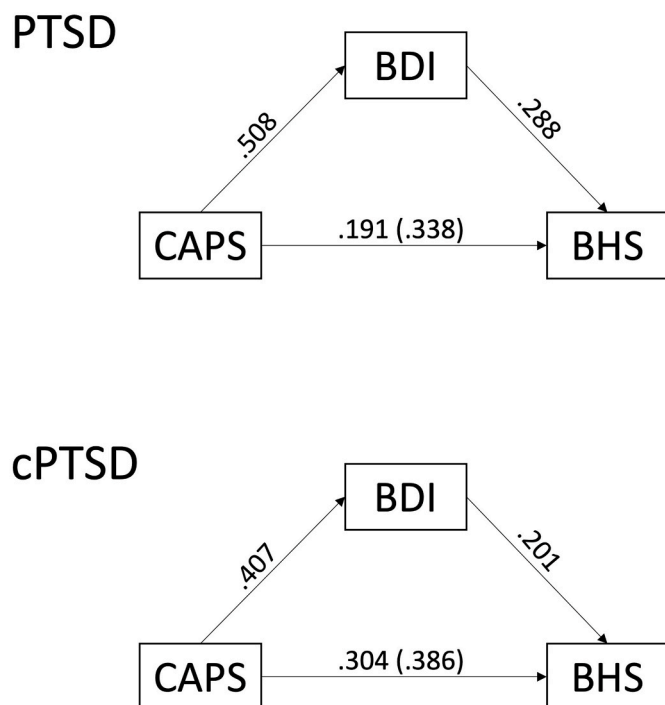 PTSD
BDI
.508
.288
CAPS
.191 (.338)
BHS
cPTSD
BDI
.407
.201
CAPS
.304 (.386)
BHS